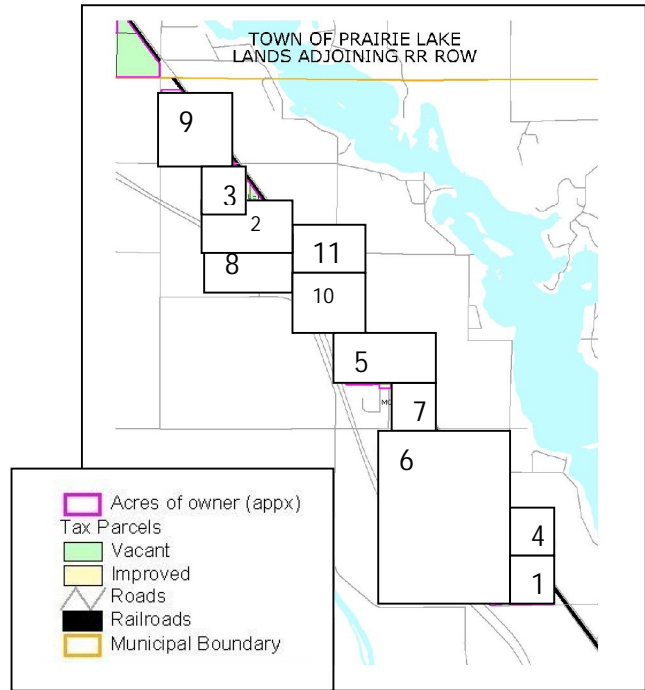 TOWN OF PRAIRIE LAKE
LANDS ADJOINING RR ROW
9
3
2
11
8
10
5
7
6
4
1
Acres of owner (appx)
Tax Parcels
Vacant
Improved
Roads
Railroads
Municipal Boundary